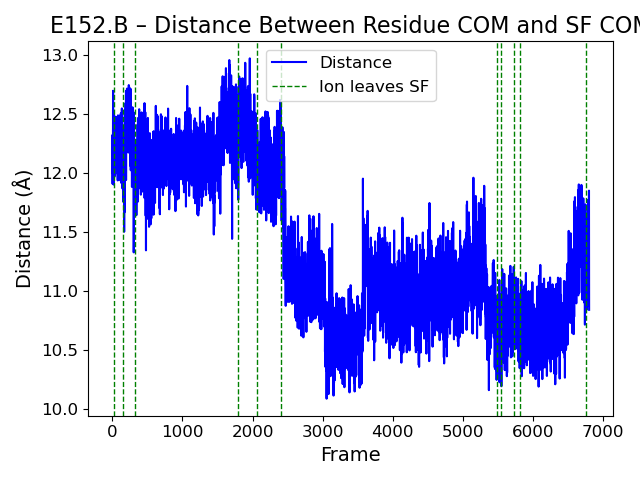 E152.B – Distance Between Residue COM and SF COM
Distance
Ion leaves SF
Distance (Å)
13.0
12.5
12.0
11.5
11.0
10.5
10.0
0 1000 2000 3000 4000 5000 6000 7000
Frame